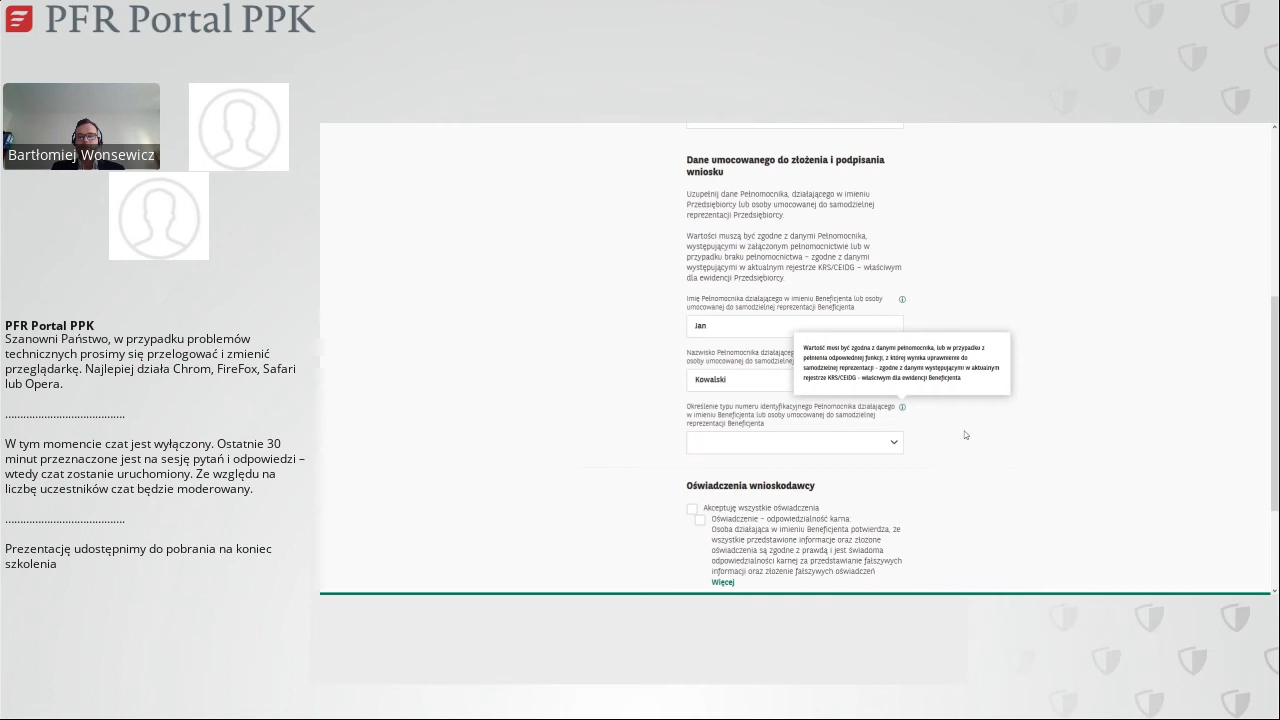 PFR Portal PPK
Bartłomiej Wonsewicz
PFR Portal PPK
Szanowni Państwo, w przypadku problemów
technicznych prosimy się przelogować i zmienić
przeglądarkę. Najlepiej działa Chrom, FireFox, Safari
lub Opera.
........................................
W tym momencie czat jest wyłączony. Ostatnie 30
minut przeznaczone jest na sesję pytań i odpowiedzi –
wtedy czat zostanie uruchomiony. Ze względu na
liczbę uczestników czat będzie moderowany.
........................................
Prezentację udostępnimy do pobrania na koniec
szkolenia
Dane umocowanego do złożenia i podpisania
wniosku
Uzupełnij dane Pełnomocnika, działającego w imieniu
Przedsiębiorcy lub osoby umocowanej do samodzielnej
reprezentacji Przedsiębiorcy.
Wartości muszą być zgodne z danymi Pełnomocnika,
występującymi w załączonym pełnomocnictwie lub w
przypadku braku pełnomocnictwa – zgodne z danymi
występującymi w aktualnym rejestrze KRS/CEIDG – właściwym
dla ewidencji Przedsiębiorcy.
Imię Pełnomocnika działającego w imieniu Beneficjenta lub osoby
umocowanej do samodzielnej reprezentacji Beneficjenta
Jan
Nazwisko Pełnomocnika działającego
osoby umocowanej do samodzielnej
Kowalski
Wartość musi być zgodna z danymi pełnomocnika, lub w przypadku z
pełnienia odpowiedniej funkcji, z której wynika uprawnienie do
samodzielnej reprezentacji - zgodne z danymi występującymi w aktualnym
rejestrze KRS/CEIDG - właściwym dla ewidencji Beneficjenta
Określenie typu numeru identyfikacyjnego Pełnomocnika działającego
w imieniu Beneficjenta lub osoby umocowanej do samodzielnej
reprezentacji Beneficjenta
Oświadczenia wnioskodawcy
Akceptuję wszystkie oświadczenia
Oświadczenie – odpowiedzialność karna:
Osoba działająca w imieniu Beneficjenta potwierdza, że
wszystkie przedstawione informacje oraz złożone
oświadczenia są zgodne z prawdą i jest świadoma
odpowiedzialności karnej za przedstawianie fałszywych
informacji oraz złożenie fałszywych oświadczeń
Więcej